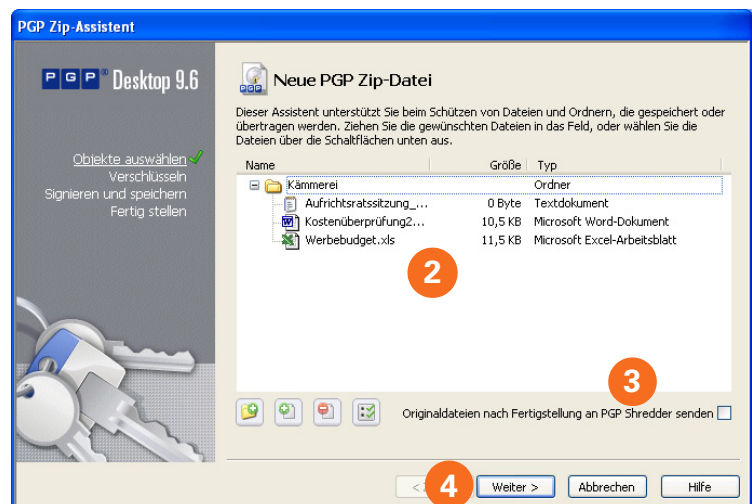 PGP Zip-Assistent
PGP® Desktop 9.6
Objekte auswählen
Verschlüsseln
Signieren und speichern
Fertig stellen
Neue PGP Zip-Datei
Dieser Assistent unterstützt Sie beim Schützen von Dateien und Ordnern, die gespeichert oder
übertragen werden. Ziehen Sie die gewünschten Dateien in das Feld, oder wählen Sie die
Dateien über die Schaltflächen unten aus.
Name Größe Typ
Kämmerei Ordner
Aufrichtsratssitzung_... 0 Byte Textdokument
Kostenüberprüfung2... 10,5 KB Microsoft Word-Dokument
Werbebudget.xls 11,5 KB Microsoft Excel-Arbeitsblatt
2
3
Originaldateien nach Fertigstellung an PGP Shredder senden
< 4 Weiter > Abbrechen Hilfe